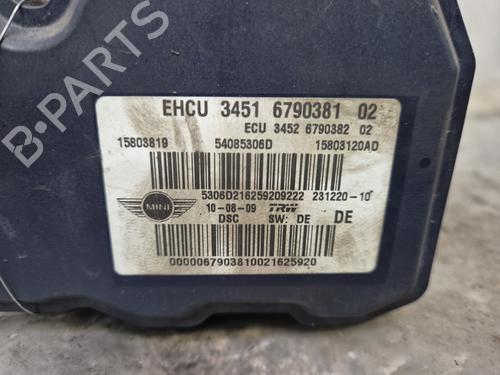 EHCU 3451 6790381 02
ECU 3452 6790382 02
15803819 54085306D 15803120AD
5306D216259209222 231220-10
MINI 10-08-09 TRW DE
DSC SW: DE
0000067903810021625920
B-PARTS